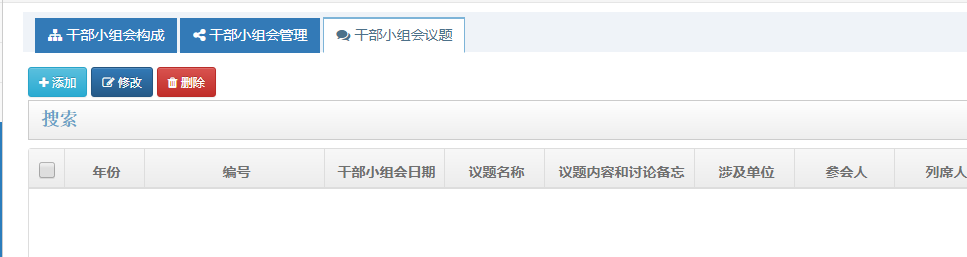 干部小组会构成 干部小组会管理 干部小组会议题
添加 修改 删除
搜索
年份 编号 干部小组会日期 议题名称 议题内容和讨论备忘 涉及单位 参会人 列席人